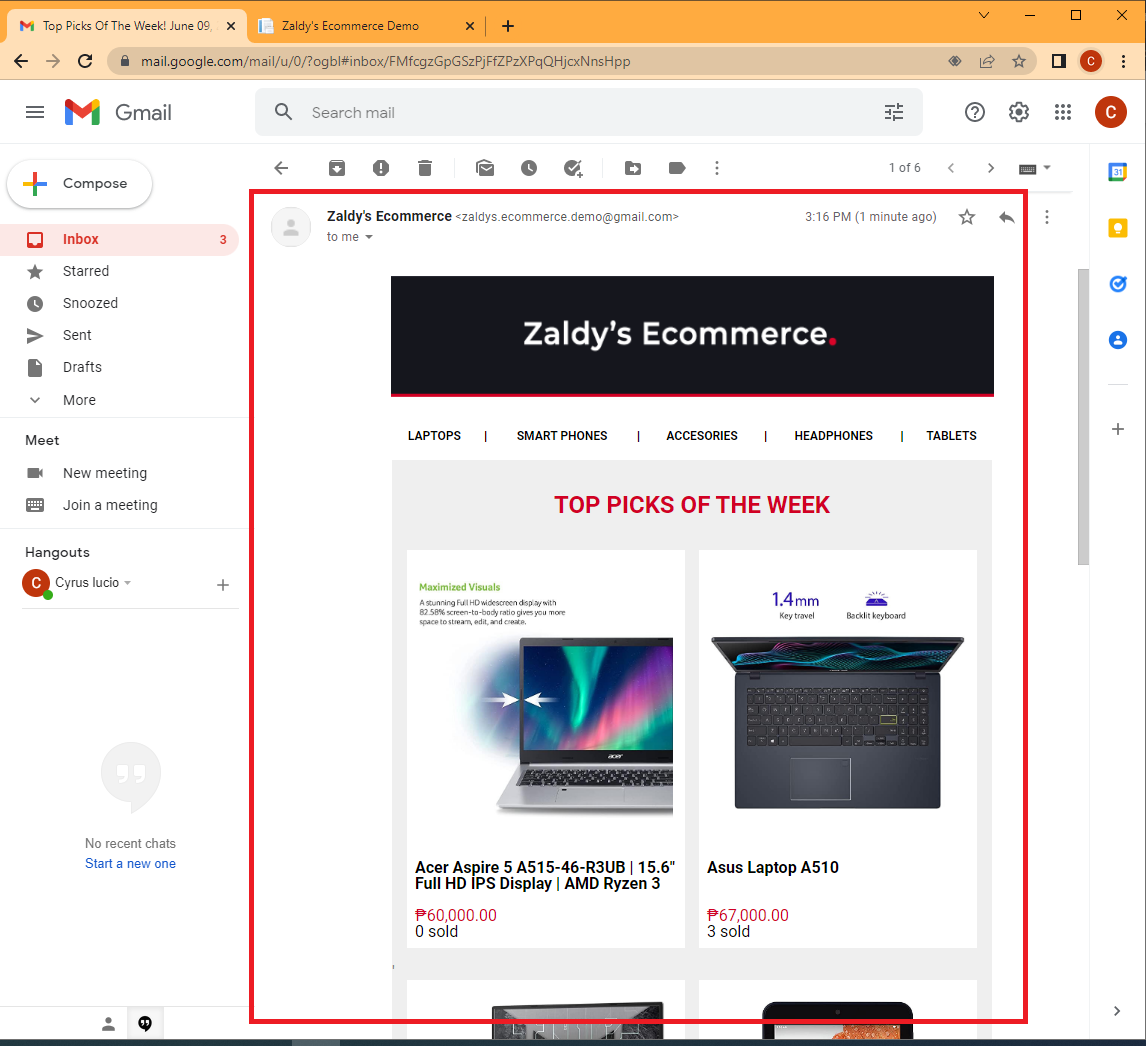 Top Picks Of The Week! June 09,
Zaldy's Ecommerce Demo
mail.google.com/mail/u/0/?ogbl#inbox/FMfcgzGpGSzPjFfZPzXPqQHjcxNnsHpp
C
Gmail
Search mail
C
Compose
1 of 6
31
Inbox 3
Starred
Snoozed
Sent
Drafts
More
Meet
New meeting
Join a meeting
Hangouts
C Cyrus lucio
No recent chats
Start a new one
Zaldy's Ecommerce <zaldys.ecommerce.demo@gmail.com>
3:16 PM (1 minute ago)
to me
Zaldy's Ecommerce.
LAPTOPS | SMART PHONES | ACCESORIES | HEADPHONES | TABLETS
TOP PICKS OF THE WEEK
Maximized Visuals
A stunning Full HD widescreen display with
82.58% screen-to-body ratio gives you more
space to stream, edit, and create.
acer
Acer Aspire 5 A515-46-R3UB | 15.6"
Full HD IPS Display | AMD Ryzen 3
₱60,000.00
0 sold
1.4mm
Key travel
Backlit keyboard
Asus Laptop A510
₱67,000.00
3 sold
'